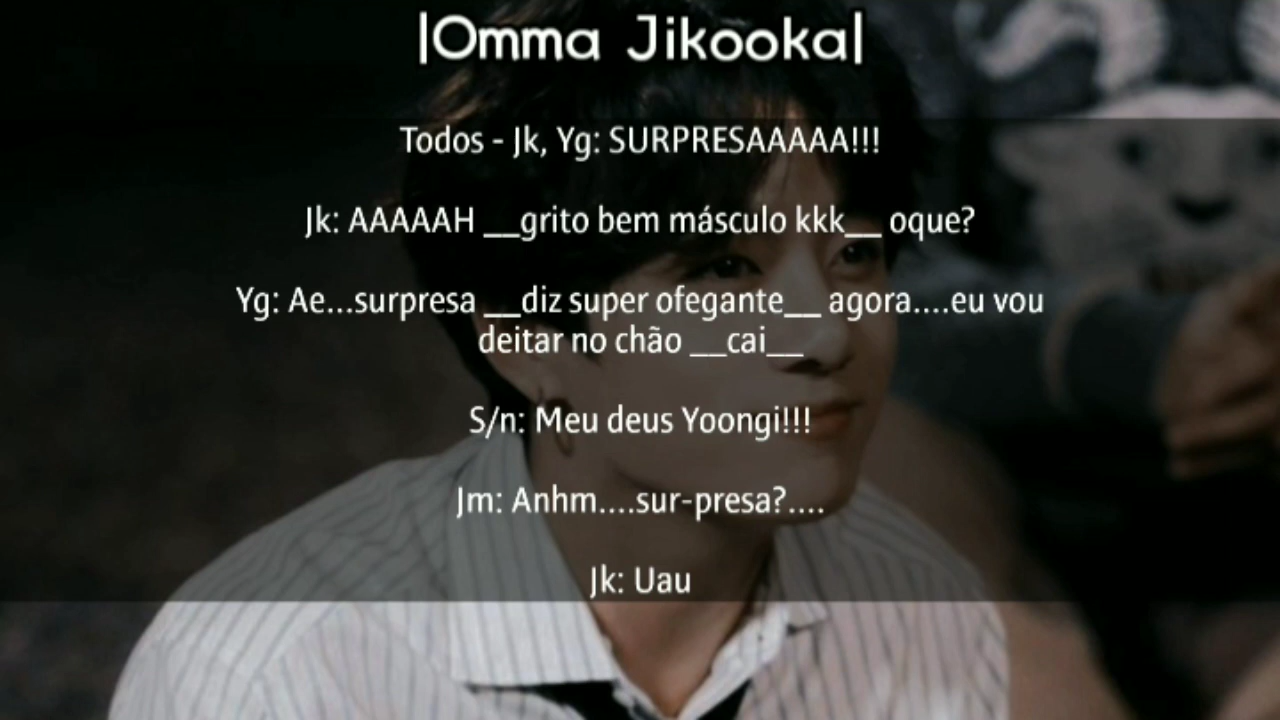 |Omma Jikooka|
Todos - Jk, Yg: SURPRESAAAAA!!!
Jk: AAAAAH __grito bem másculo kkk__ oque?
Yg: Ae...surpresa __diz super ofegante__ agora....eu vou
deitar no chão __cai__
S/n: Meu deus Yoongi!!!
Jm: Anhm....sur-presa?....
Jk: Uau